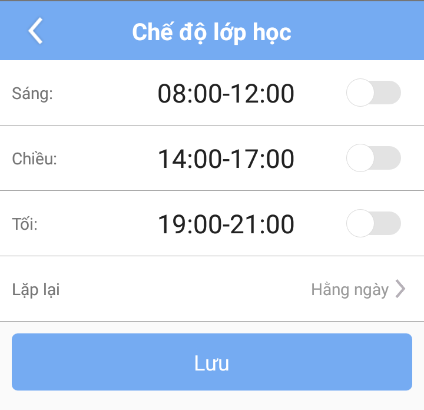 Chế độ lớp học
Sáng: 08:00-12:00
Chiều: 14:00-17:00
Tối: 19:00-21:00
Lặp lại Hằng ngày
Lưu